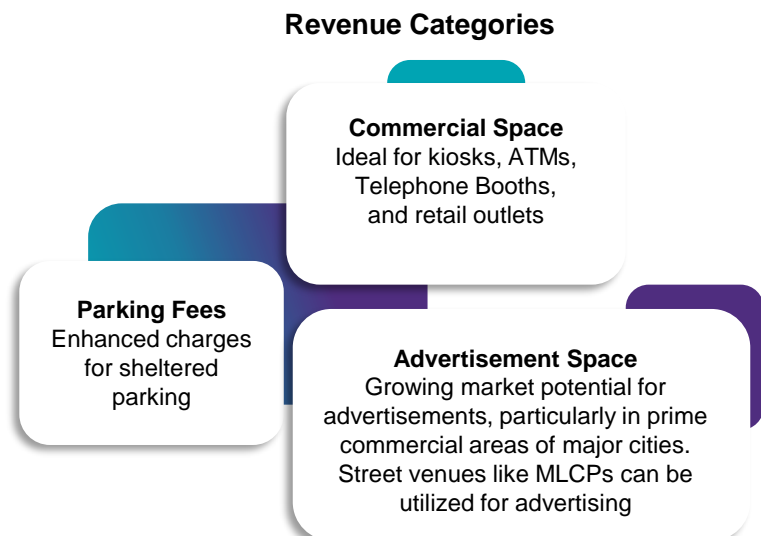 Revenue Categories
Commercial Space
Ideal for kiosks, ATMs,
Telephone Booths,
and retail outlets
Parking Fees
Enhanced charges
for sheltered
parking
Advertisement Space
Growing market potential for
advertisements, particularly in prime
commercial areas of major cities.
Street venues like MLCPs can be
utilized for advertising